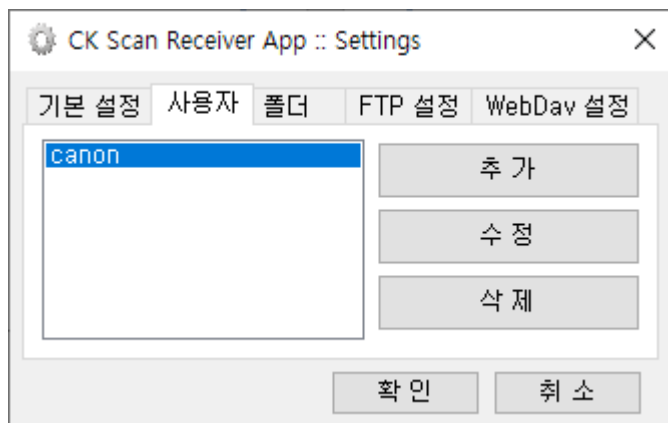 CK Scan Receiver App :: Settings
기본 설정 사용자 폴더 FTP 설정 WebDav 설정
canon
추 가
수 정
삭 제
확 인 취 소